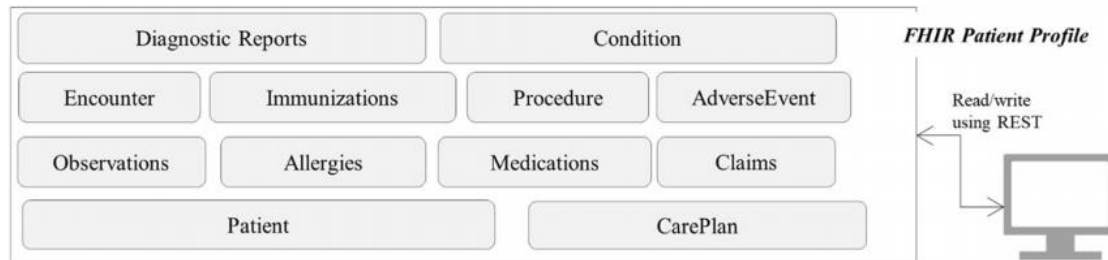 Diagnostic Reports
Condition
FHIR Patient Profile
Encounter
Immunizations
Procedure
AdverseEvent
Read/write
using REST
Observations
Allergies
Medications
Claims
Patient
CarePlan